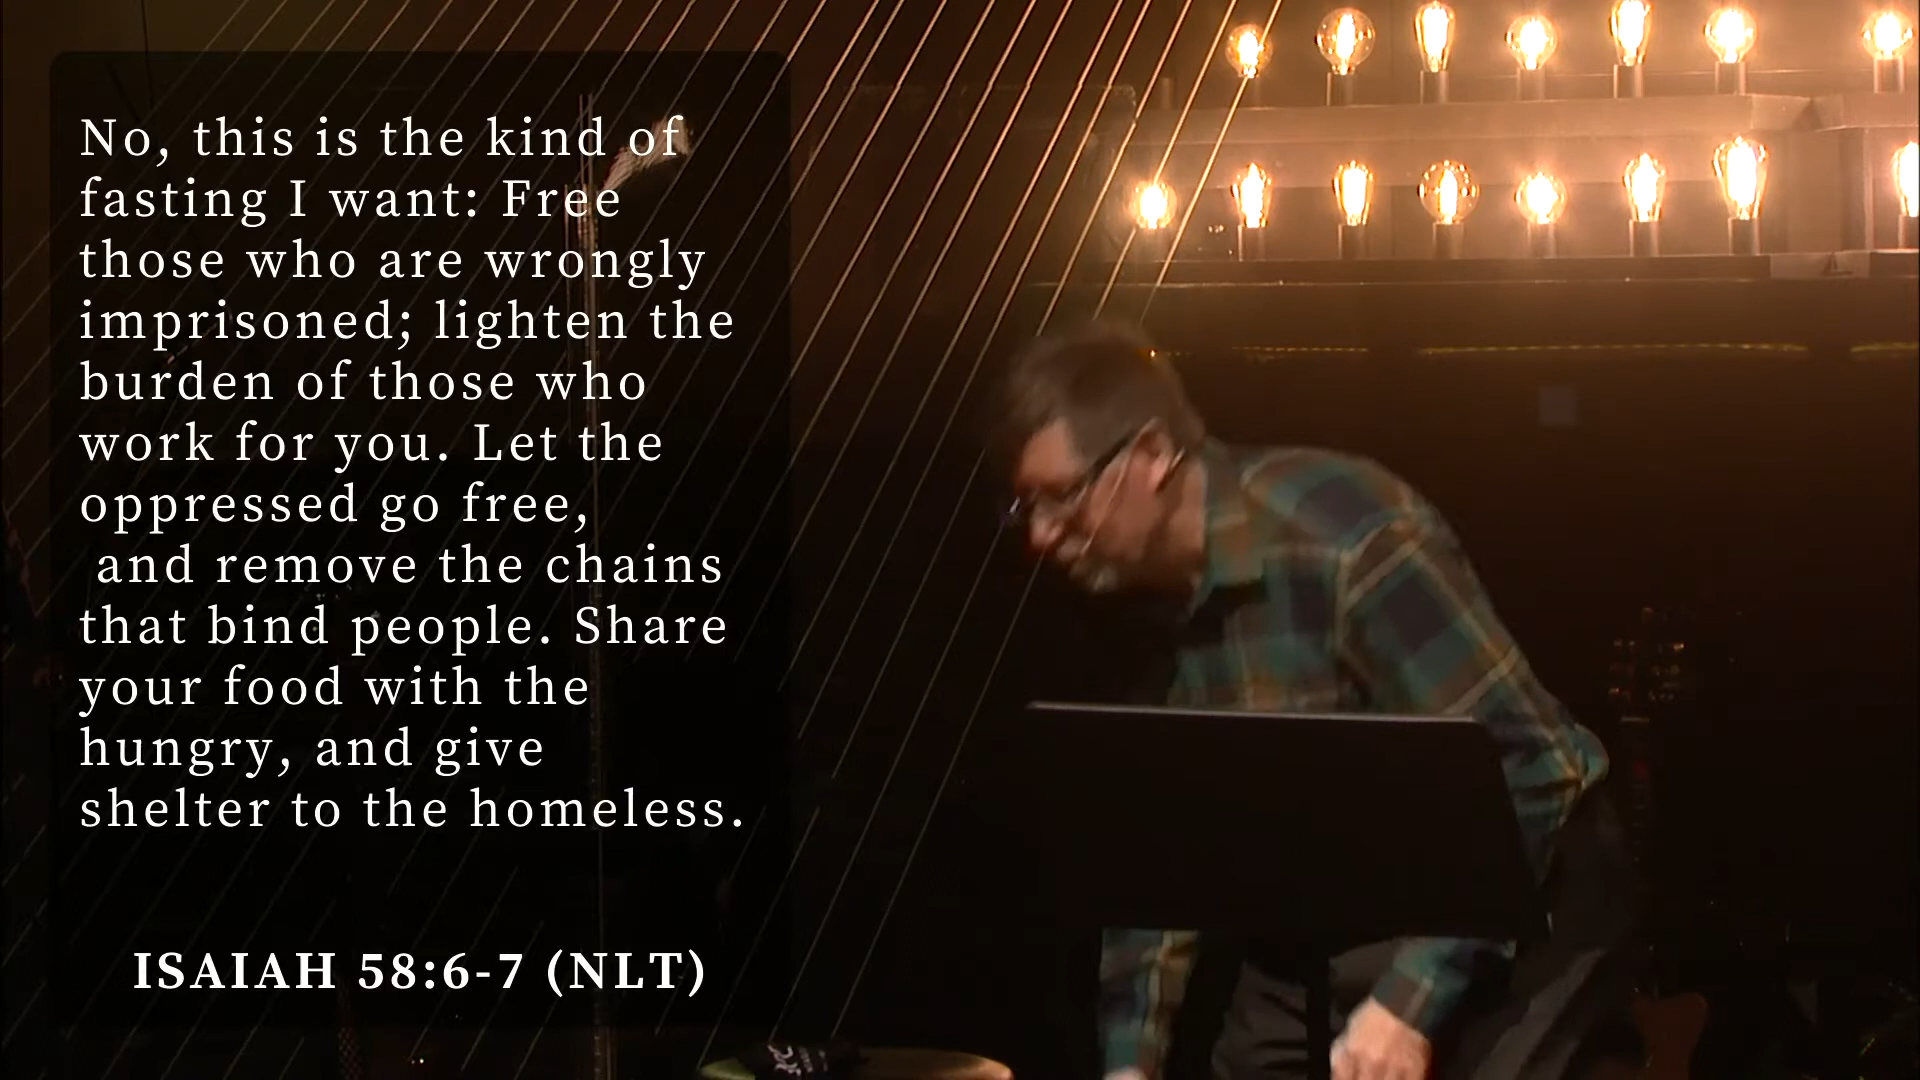 No, this is the kind of
fasting I want: Free
those who are wrongly
imprisoned; lighten the
burden of those who
work for you. Let the
oppressed go free,
and remove the chains
that bind people. Share
your food with the
hungry, and give
shelter to the homeless.
ISAIAH 58:6-7 (NLT)